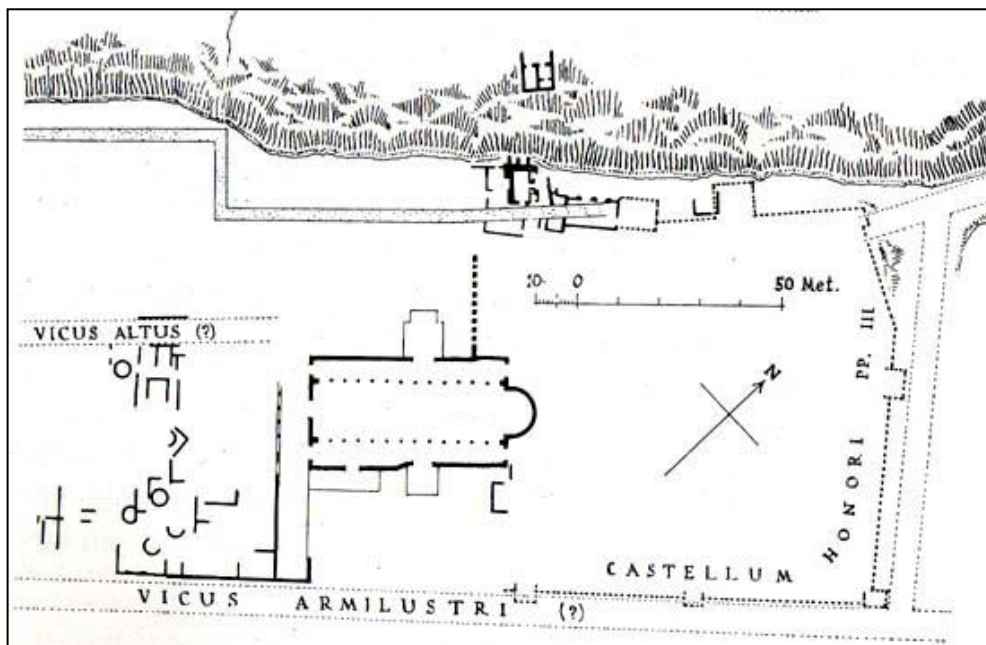 10- 0 50 Met.
VICUS ALTUS (?)
N
HONORI PP. III
CASTELLUM
VICUS ARMILUSTRI (?)